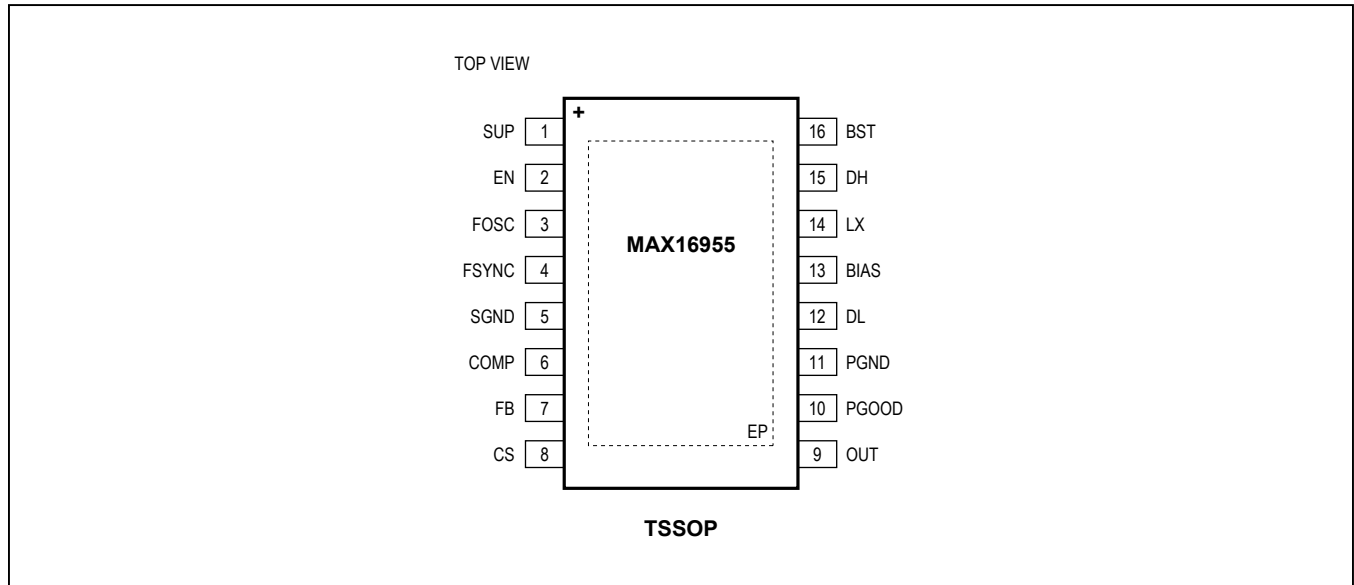 TOP VIEW
+
SUP 1
EN 2
FOSC 3
FSYNC 4
SGND 5
COMP 6
FB 7
CS 8
MAX16955
EP
16 BST
15 DH
14 LX
13 BIAS
12 DL
11 PGND
10 PGOOD
9 OUT
TSSOP